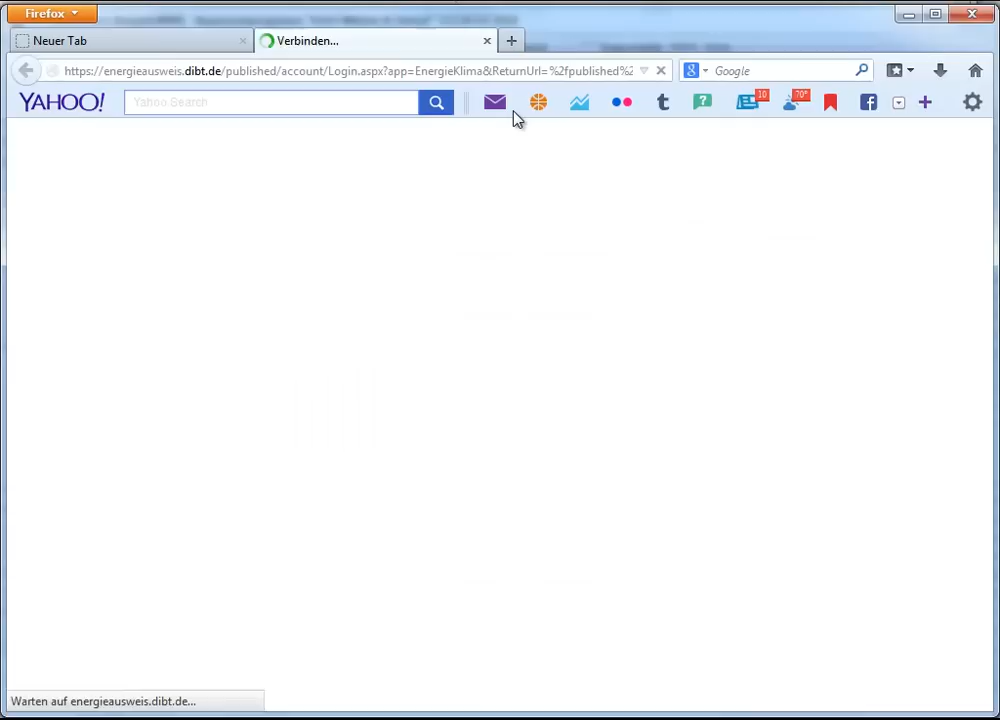 Firefox
Neuer Tab
Verbinden...
https://energieausweis.dibt.de/published/account/Login.aspx?app=EnergieKlima&ReturnUrl=%2fpublished%2
Google
YAHOO!
Yahoo Search
10
70°
Warten auf energieausweis.dibt.de...